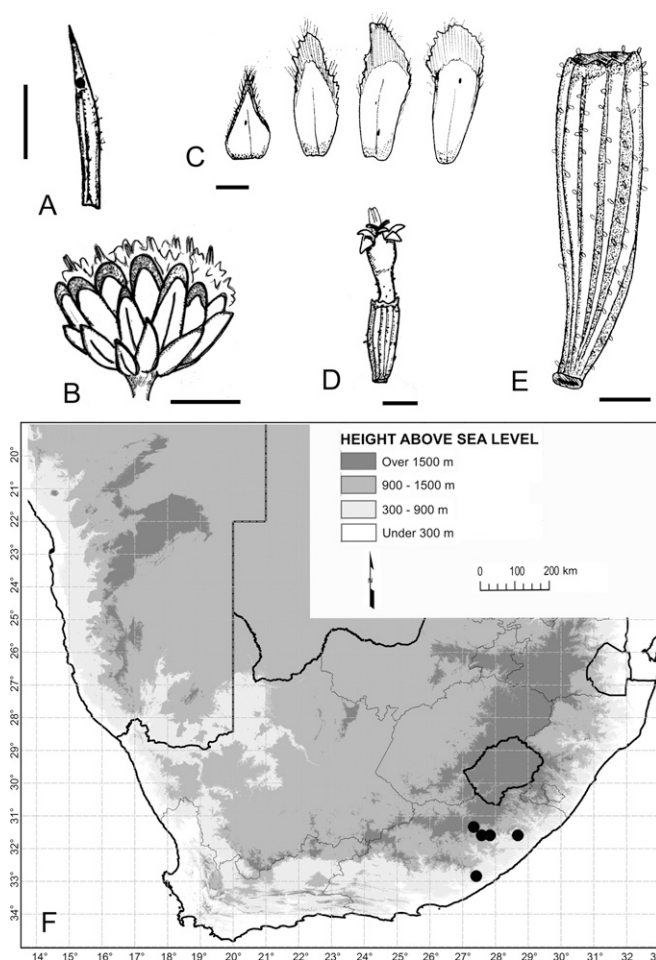 A
B
C
D
E
HEIGHT ABOVE SEA LEVEL
Over 1500 m
900 - 1500 m
300 - 900 m
Under 300 m
N
0 100 200 km
20°
21°
22°
23°
24°
25°
26°
27°
28°
29°
30°
31°
32°
33°
34°
F
14° 15° 16° 17° 18° 19° 20° 21° 22° 23° 24° 25° 26° 27° 28° 29° 30° 31° 32°